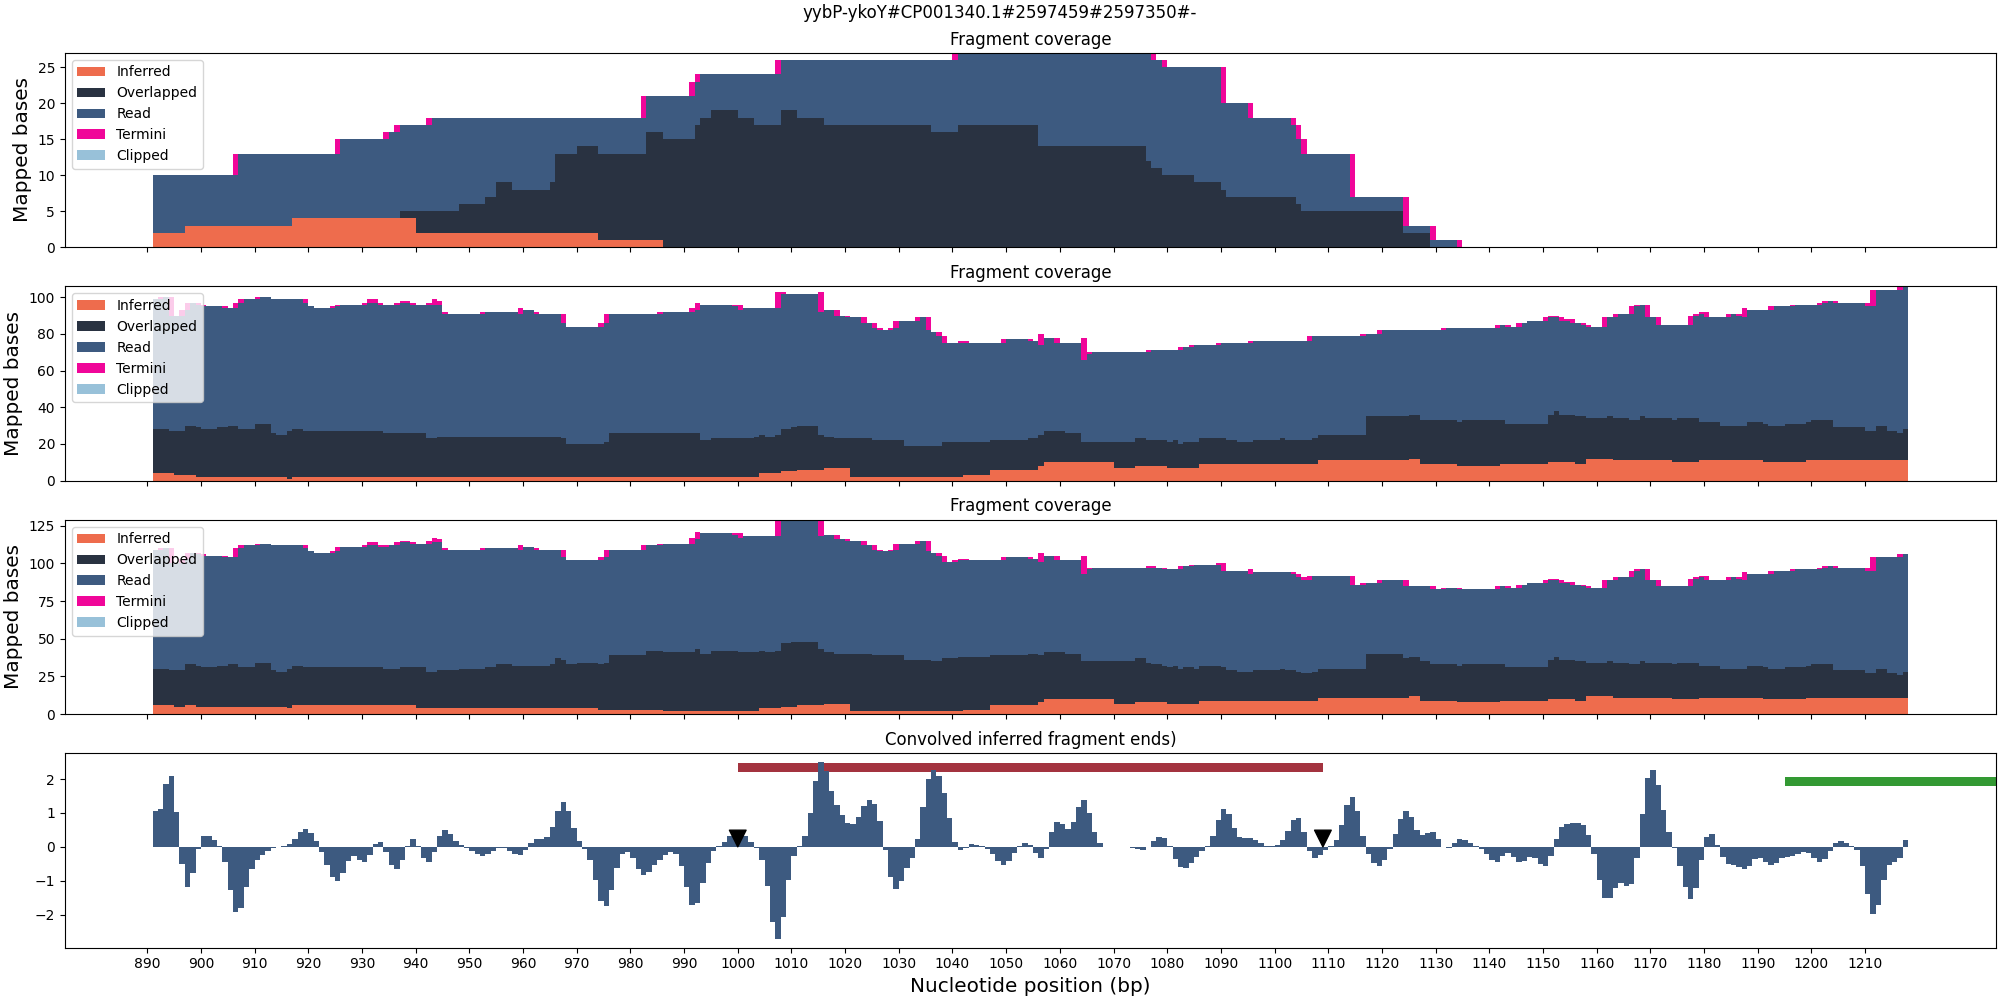 yybP-ykoY#CP001340.1#2597459#2597350#-
Fragment coverage
Mapped bases
25
20
15
10
5
0
Inferred
Overlapped
Read
Termini
Clipped
Fragment coverage
Mapped bases
100
80
60
40
20
0
Inferred
Overlapped
Read
Termini
Clipped
Fragment coverage
Mapped bases
125
100
75
50
25
0
Inferred
Overlapped
Read
Termini
Clipped
Convolved inferred fragment ends)
2
1
0
−1
−2
890 900 910 920 930 940 950 960 970 980 990 1000 1010 1020 1030 1040 1050 1060 1070 1080 1090 1100 1110 1120 1130 1140 1150 1160 1170 1180 1190 1200 1210
Nucleotide position (bp)